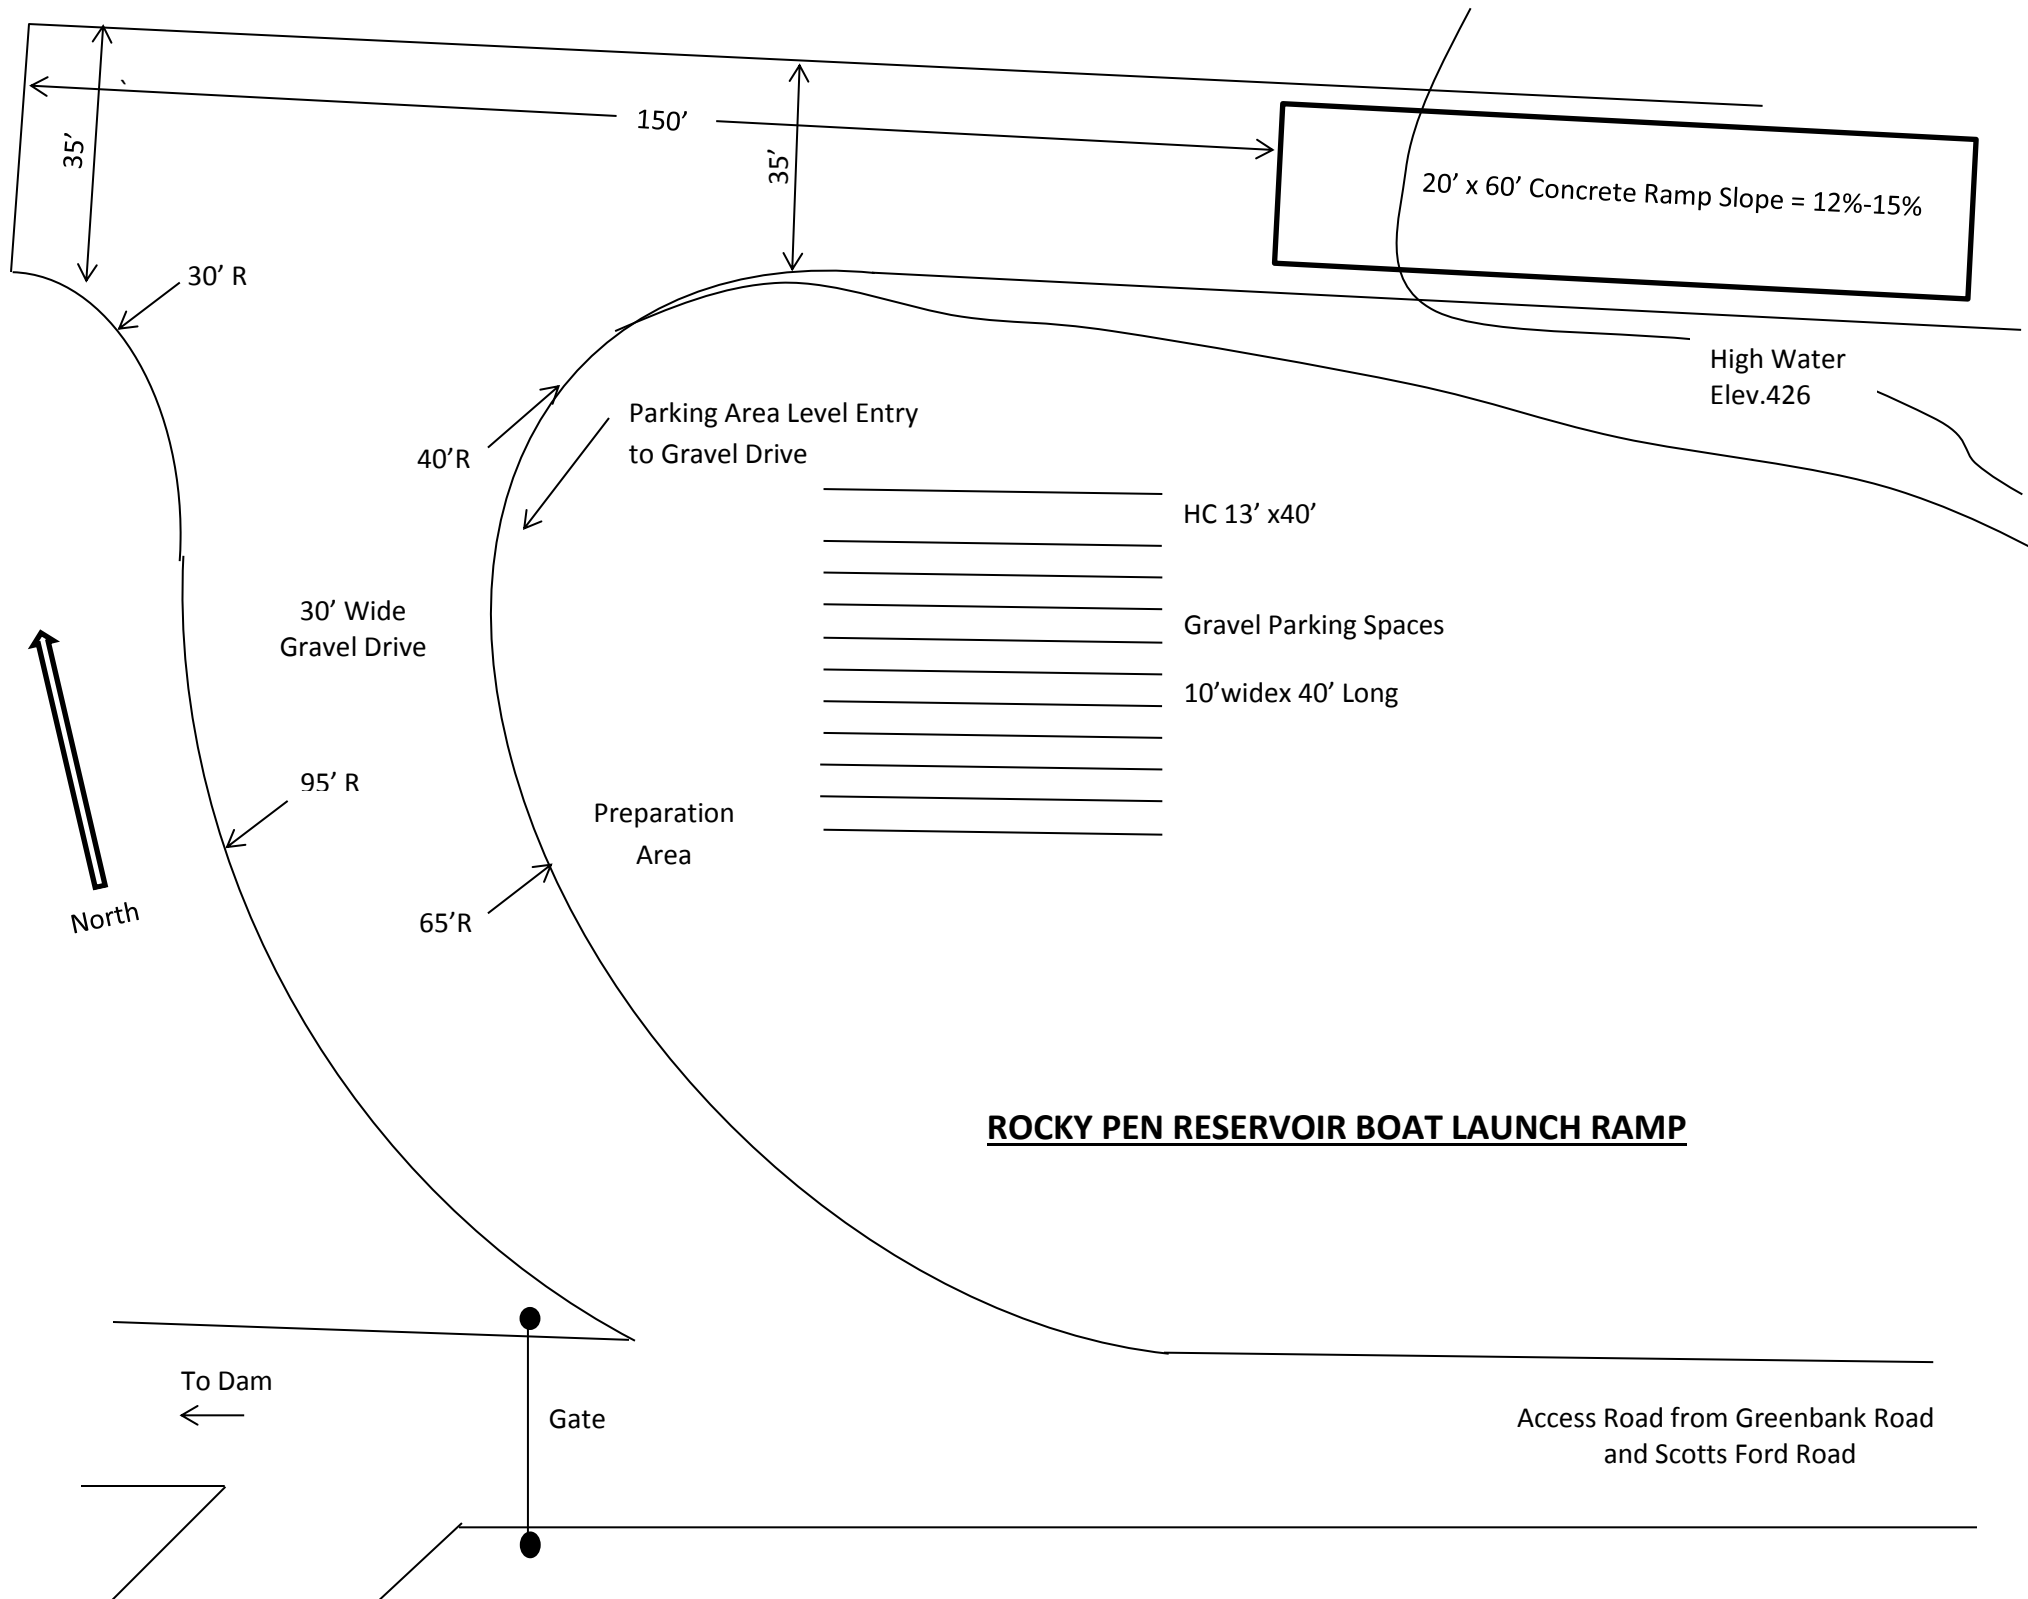 35’
`
150’
35’
20’ x 60’ Concrete Ramp Slope = 12%-15%
30’ R
High Water
Elev.426
40’R
Parking Area Level Entry
to Gravel Drive
HC 13’ x40’
30’ Wide
Gravel Drive
Gravel Parking Spaces
10’widex 40’ Long
95’ R
Preparation
Area
65’R
North
ROCKY PEN RESERVOIR BOAT LAUNCH RAMP
To Dam
Gate
Access Road from Greenbank Road
and Scotts Ford Road